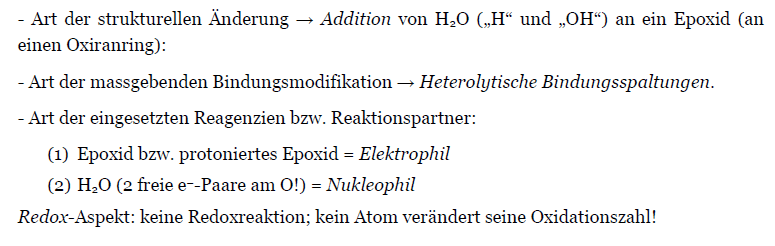 - Art der strukturellen Änderung → Addition von H₂O („H“ und „OH“) an ein Epoxid (an
einen Oxiranring):
- Art der massgebenden Bindungsmodifikation → Heterolytische Bindungsspaltungen.
- Art der eingesetzten Reagenzien bzw. Reaktionspartner:
(1) Epoxid bzw. protoniertes Epoxid = Elektrophil
(2) H₂O (2 freie e⁻-Paare am O!) = Nukleophil
Redox-Aspekt: keine Redoxreaktion; kein Atom verändert seine Oxidationszahl!